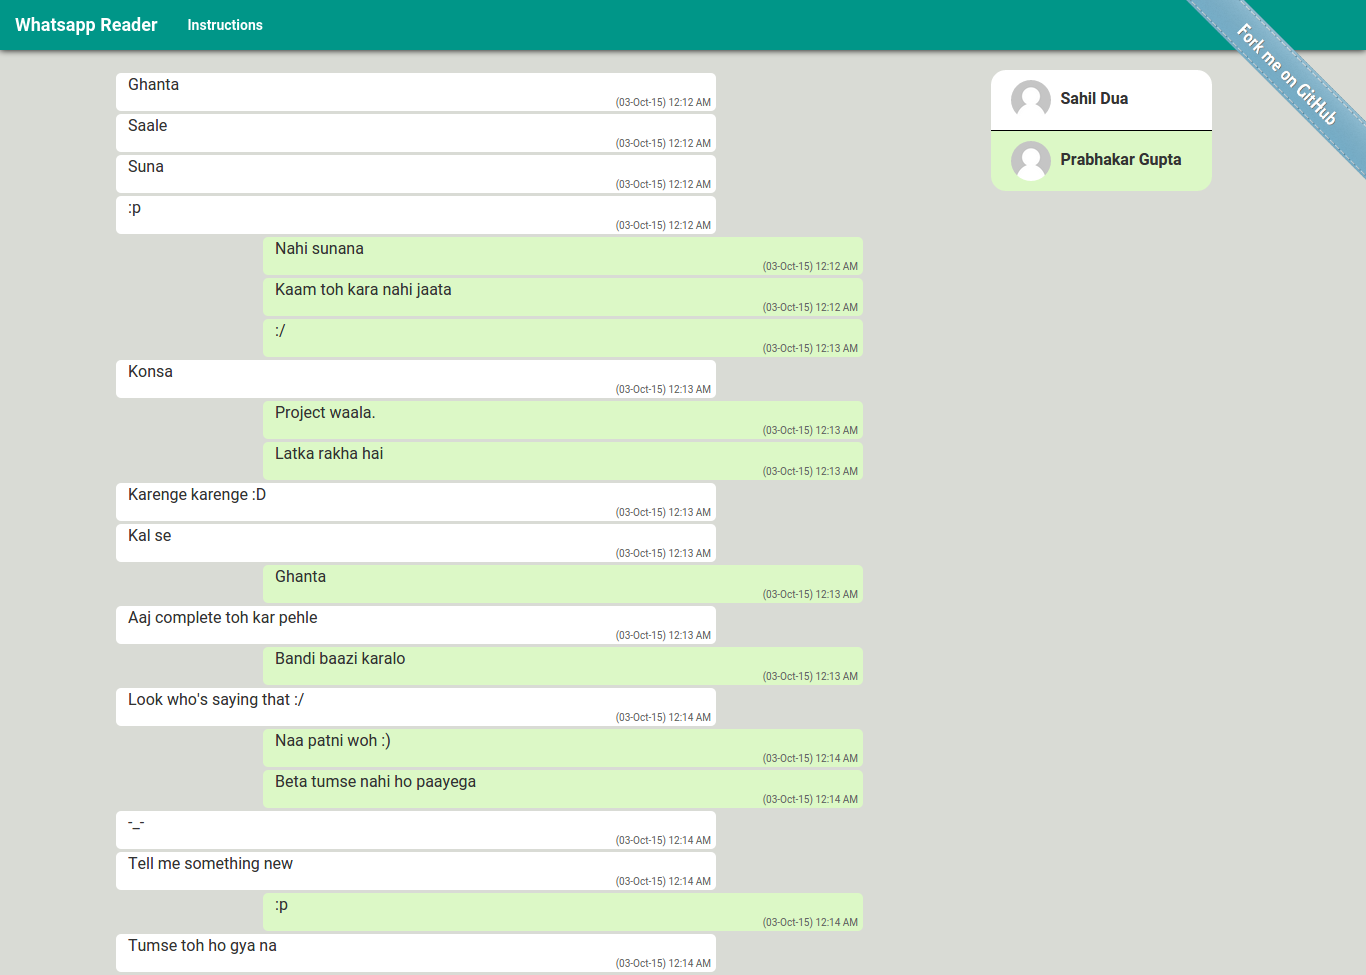 Whatsapp Reader Instructions
Fork me on GitHub
Sahil Dua
Prabhakar Gupta
Ghanta
(03-Oct-15) 12:12 AM
Saale
(03-Oct-15) 12:12 AM
Suna
(03-Oct-15) 12:12 AM
:p
(03-Oct-15) 12:12 AM
Nahi sunana
(03-Oct-15) 12:12 AM
Kaam toh kara nahi jaata
(03-Oct-15) 12:12 AM
:/
(03-Oct-15) 12:13 AM
Konsa
(03-Oct-15) 12:13 AM
Project waala.
(03-Oct-15) 12:13 AM
Latka rakha hai
(03-Oct-15) 12:13 AM
Karenge karenge :D
(03-Oct-15) 12:13 AM
Kal se
(03-Oct-15) 12:13 AM
Ghanta
(03-Oct-15) 12:13 AM
Aaj complete toh kar pehle
(03-Oct-15) 12:13 AM
Bandi baazi karalo
(03-Oct-15) 12:13 AM
Look who's saying that :/
(03-Oct-15) 12:14 AM
Naa patni woh :)
(03-Oct-15) 12:14 AM
Beta tumse nahi ho paayega
(03-Oct-15) 12:14 AM
-_-
(03-Oct-15) 12:14 AM
Tell me something new
(03-Oct-15) 12:14 AM
:p
(03-Oct-15) 12:14 AM
Tumse toh ho gya na
(03-Oct-15) 12:14 AM